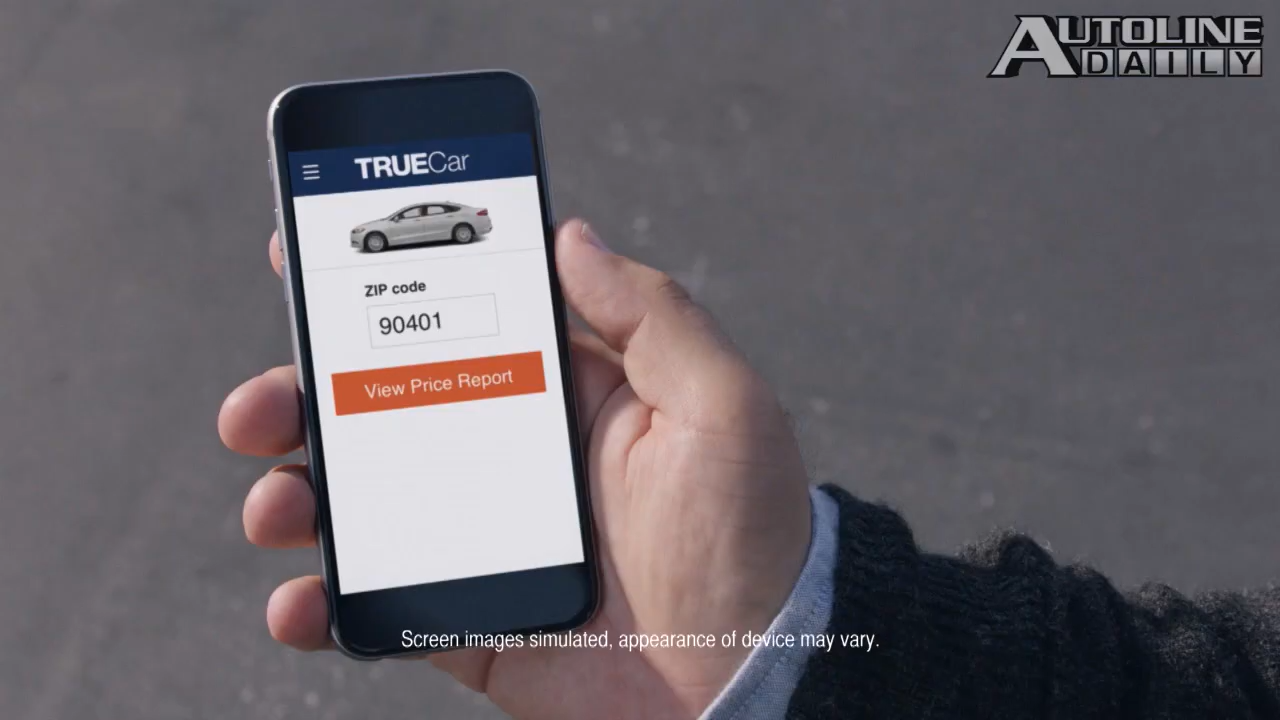 AUTOLINE
DAILY
TRUECar
ZIP code
90401
View Price Report
Screen images simulated, appearance of device may vary.